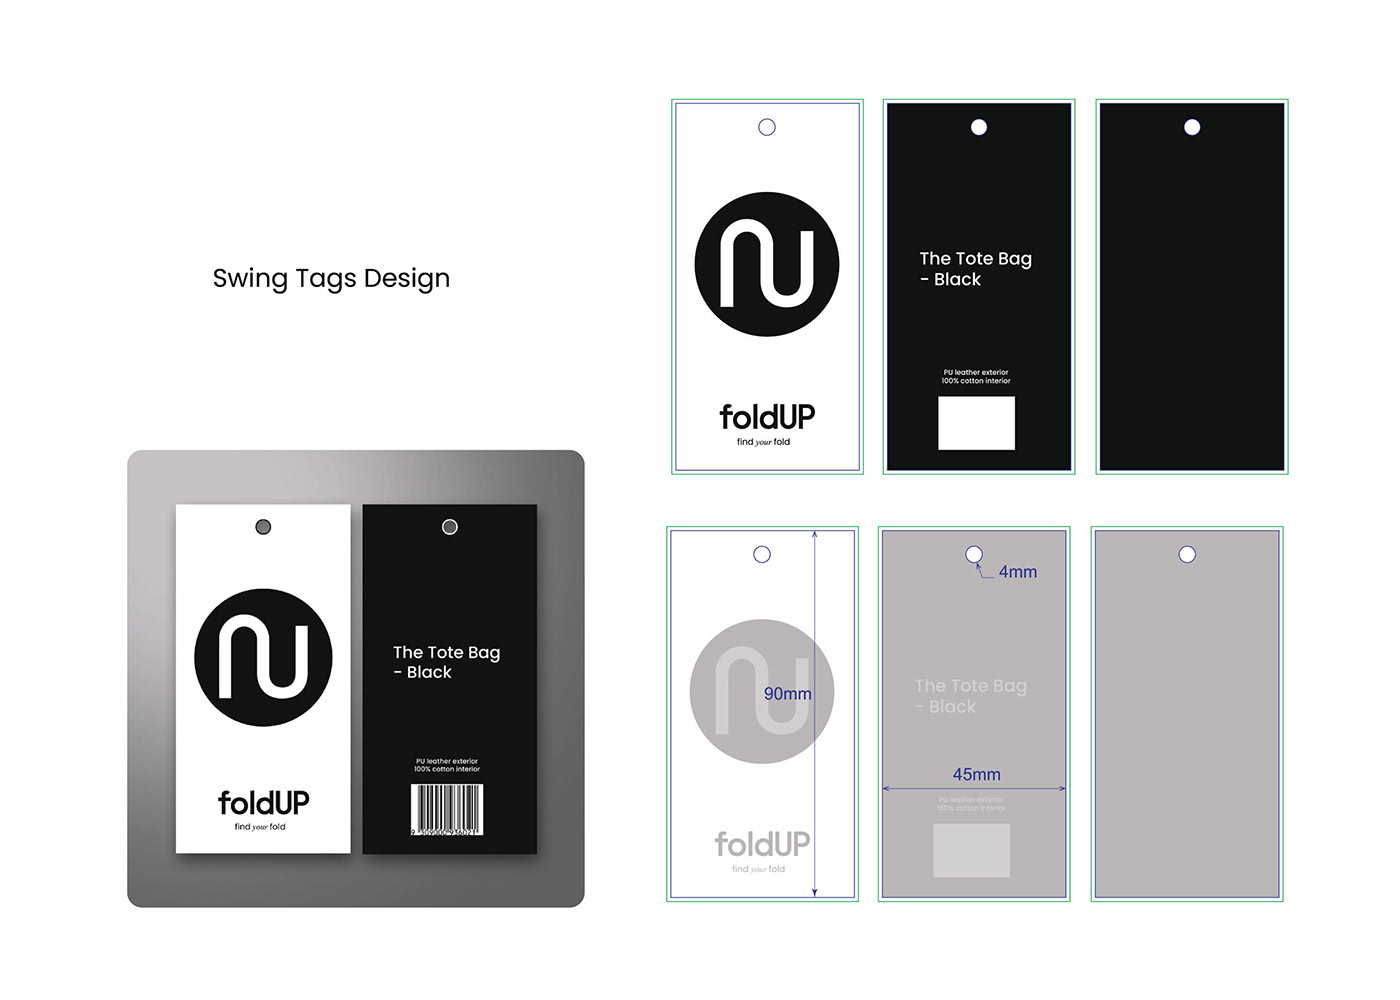 Swing Tags Design
foldUP
find your fold
The Tote Bag
- Black
PU leather exterior
100% cotton interior
foldUP
find your fold
The Tote Bag
- Black
PU leather exterior
100% cotton interior
90mm
foldUP
find your fold
4mm
The Tote Bag
- Black
45mm
PU leather exterior
100% cotton interior